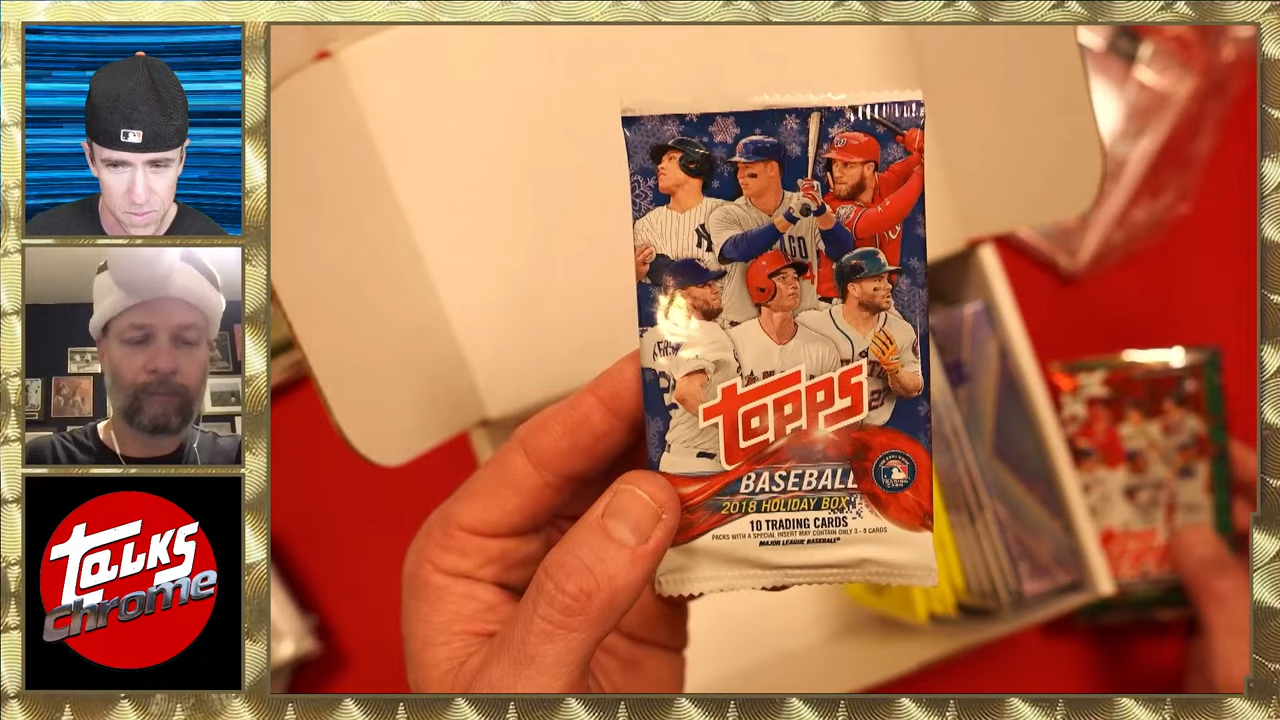 TALKS
chrome
topps
BASEBALL
2018 HOLIDAY BOX
10 TRADING CARDS
PACKS WITH A SPECIAL INSERT MAY CONTAIN ONLY 3 - 8 CARDS
MAJOR LEAGUE BASEBALL®